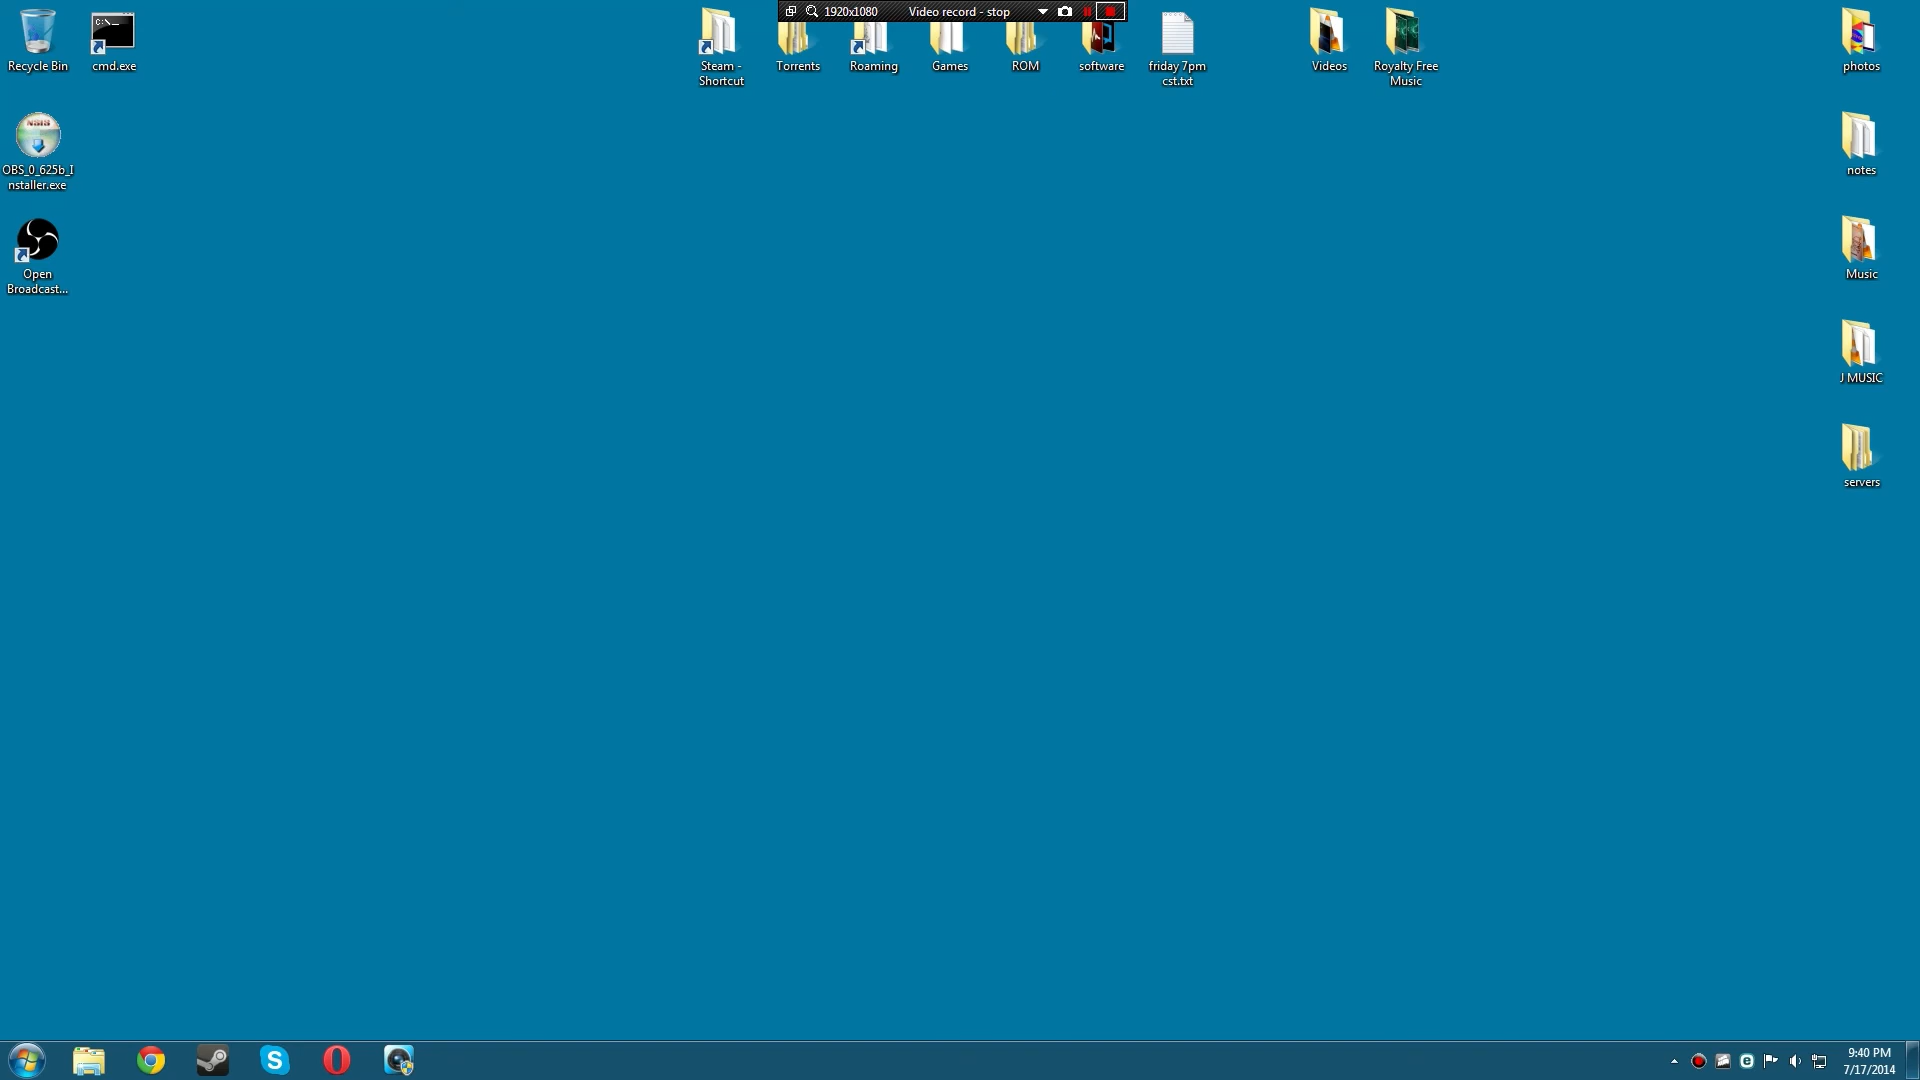 1920x1080
Video record - stop
Recycle Bin
cmd.exe
Steam -
Shortcut
Torrents
Roaming
Games
ROM
software
friday 7pm
cst.txt
Videos
Royalty Free
Music
photos
C:\_
NSIS
OBS_0_625b_I
nstaller.exe
notes
Open
Broadcast...
Music
J MUSIC
servers
9:40 PM
7/17/2014